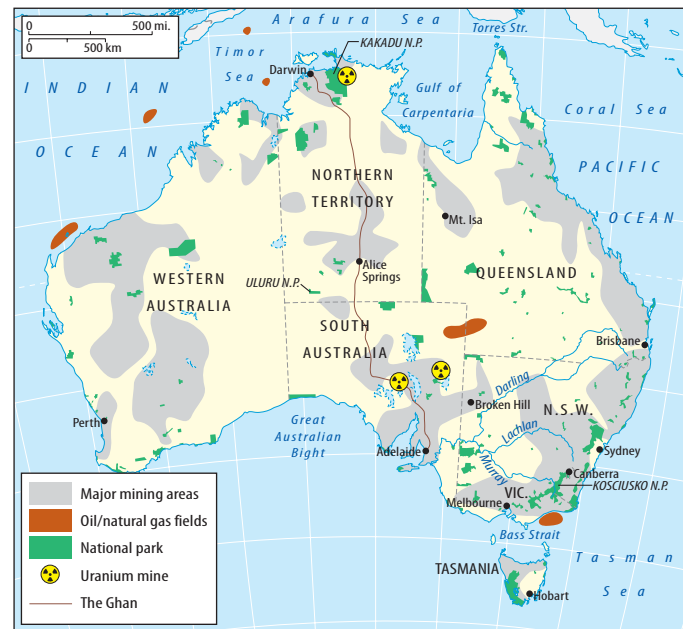 0 500 mi.
0 500 km
Arafura Sea
Torres Str.
KAKADU N.P.
Timor
Sea
Darwin
Gulf of
Carpentaria
INDIAN
OCEAN
Coral Sea
PACIFIC
OCEAN
NORTHERN
TERRITORY
Mt. Isa
Alice
Springs
QUEENSLAND
WESTERN
AUSTRALIA
ULURU N.P.
SOUTH
AUSTRALIA
Brisbane
Darling
Broken Hill
N.S.W.
Lachlan
Perth
Great
Australian
Bight
Adelaide
Sydney
Murray
Canberra
KOSCIUSKO N.P.
VIC.
Melbourne
Bass Strait
TASMANIA
Tasman
Sea
Hobart
Major mining areas
Oil/natural gas fields
National park
Uranium mine
The Ghan